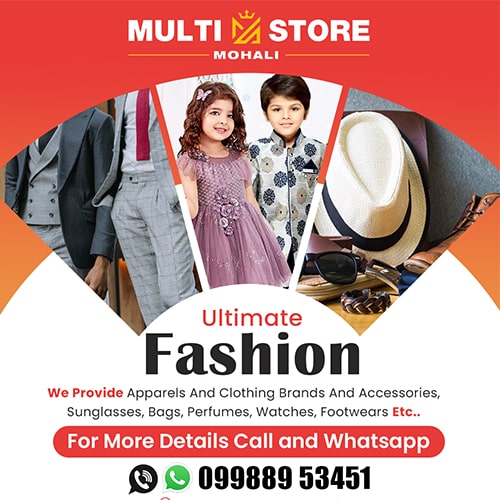 MULTI STORE
MOHALI
Ultimate
Fashion
We Provide Apparels And Clothing Brands And Accessories,
Sunglasses, Bags, Perfumes, Watches, Footwears Etc..
For More Details Call and Whatsapp
099889 53451